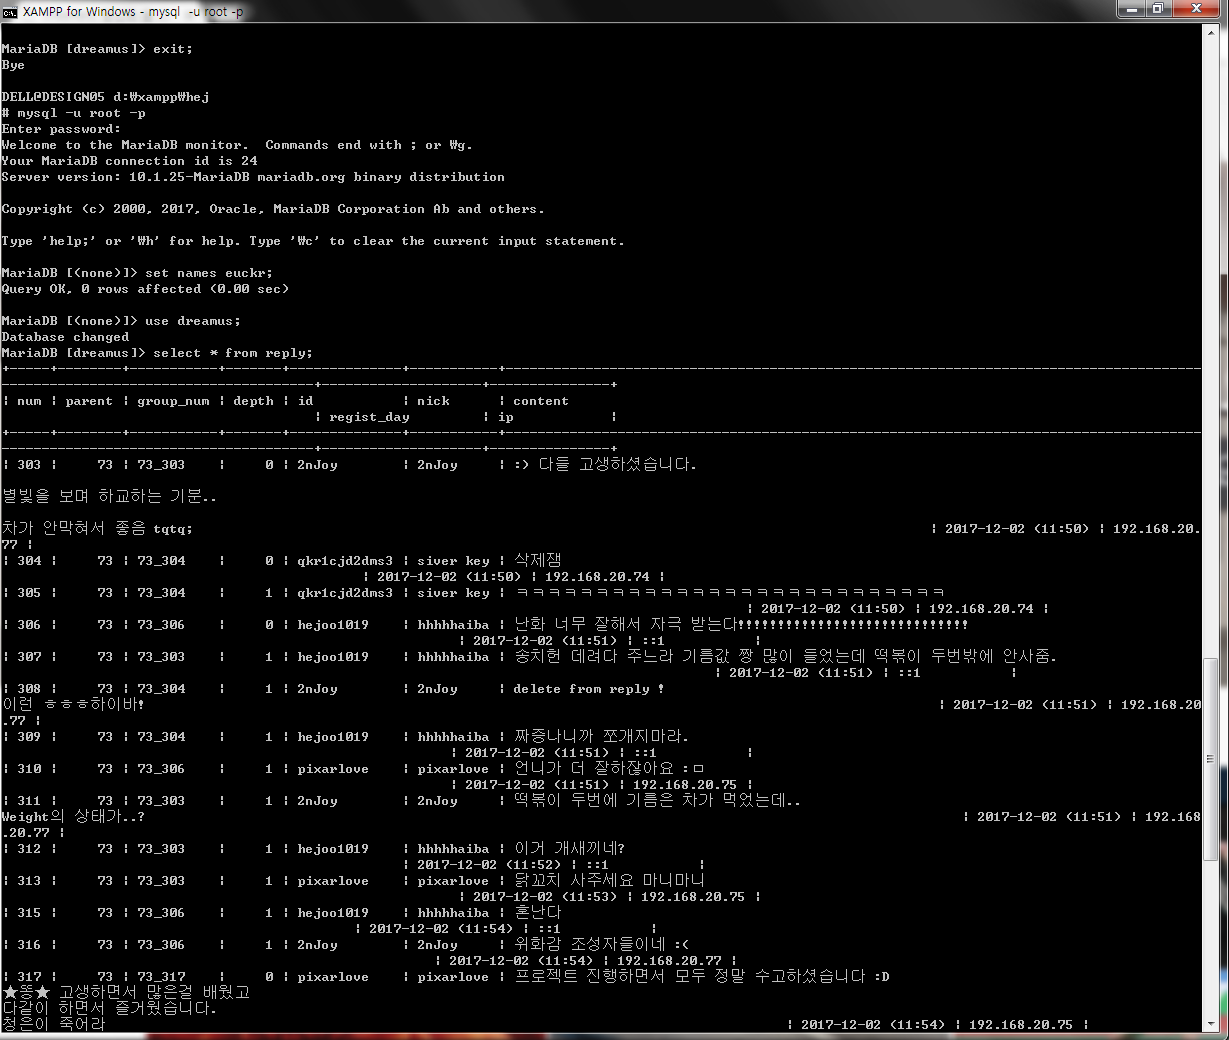 XAMPP for Windows - mysql  -u root -p
MariaDB [dreamus]> exit;
Bye
DELL@DESIGN05 d:₩xampp₩hej
# mysql -u root -p
Enter password:
Welcome to the MariaDB monitor.  Commands end with ; or ₩g.
Your MariaDB connection id is 24
Server version: 10.1.25-MariaDB mariadb.org binary distribution
Copyright (c) 2000, 2017, Oracle, MariaDB Corporation Ab and others.
Type 'help;' or '₩h' for help. Type '₩c' to clear the current input statement.
MariaDB [(none)]> set names euckr;
Query OK, 0 rows affected (0.00 sec)
MariaDB [(none)]> use dreamus;
Database changed
MariaDB [dreamus]> select * from reply;
| num | parent | group_num | depth | id | nick | content
| regist_day | ip |
| 303 | 73 | 73_303 | 0 | 2nJoy | 2nJoy | :) 다들 고생하셨습니다.
별빛을 보며 하교하는 기분..
차가 안막혀서 좋음 tqtq; | 2017-12-02 (11:50) | 192.168.20.
77 |
| 304 | 73 | 73_304 | 0 | qkr1cjd2dms3 | siver key | 삭제잼
| 2017-12-02 (11:50) | 192.168.20.74 |
| 305 | 73 | 73_304 | 1 | qkr1cjd2dms3 | siver key | ㅋㅋㅋㅋㅋㅋㅋㅋㅋㅋㅋㅋㅋㅋㅋㅋㅋㅋㅋㅋㅋㅋㅋㅋㅋㅋㅋ
| 2017-12-02 (11:50) | 192.168.20.74 |
| 306 | 73 | 73_306 | 0 | hejoo1019 | hhhhhaiba | 난화 너무 잘해서 자극 받는다!!!!!!!!!!!!!!!!!!!!!!!!!!!!!
| 2017-12-02 (11:51) | ::1 |
| 307 | 73 | 73_303 | 1 | hejoo1019 | hhhhhaiba | 송치헌 데려다 주느라 기름값 짱 많이 들었는데 떡볶이 두번밖에 안사줌.
| 2017-12-02 (11:51) | ::1 |
| 308 | 73 | 73_304 | 1 | 2nJoy | 2nJoy | delete from reply !
이런 ㅎㅎㅎ하이바! | 2017-12-02 (11:51) | 192.168.20
.77 |
| 309 | 73 | 73_304 | 1 | hejoo1019 | hhhhhaiba | 짜증나니까 쪼개지마라.
| 2017-12-02 (11:51) | ::1 |
| 310 | 73 | 73_306 | 1 | pixarlove | pixarlove | 언니가 더 잘하잖아요 :ㅁ
| 2017-12-02 (11:51) | 192.168.20.75 |
| 311 | 73 | 73_303 | 1 | 2nJoy | 2nJoy | 떡볶이 두번에 기름은 차가 먹었는데..
Weight의 상태가..? | 2017-12-02 (11:51) | 192.168
.20.77 |
| 312 | 73 | 73_303 | 1 | hejoo1019 | hhhhhaiba | 이거 개새끼네?
| 2017-12-02 (11:52) | ::1 |
| 313 | 73 | 73_303 | 1 | pixarlove | pixarlove | 닭꼬치 사주세요 마니마니
| 2017-12-02 (11:53) | 192.168.20.75 |
| 315 | 73 | 73_306 | 1 | hejoo1019 | hhhhhaiba | 혼난다
| 2017-12-02 (11:54) | ::1 |
| 316 | 73 | 73_306 | 1 | 2nJoy | 2nJoy | 위화감 조성자들이네 :(
| 2017-12-02 (11:54) | 192.168.20.77 |
| 317 | 73 | 73_317 | 0 | pixarlove | pixarlove | 프로젝트 진행하면서 모두 정말 수고하셨습니다 :D
★뚱★ 고생하면서 많은걸 배웠고
다같이 하면서 즐거웠습니다.
청은이 죽어라 | 2017-12-02 (11:54) | 192.168.20.75 |